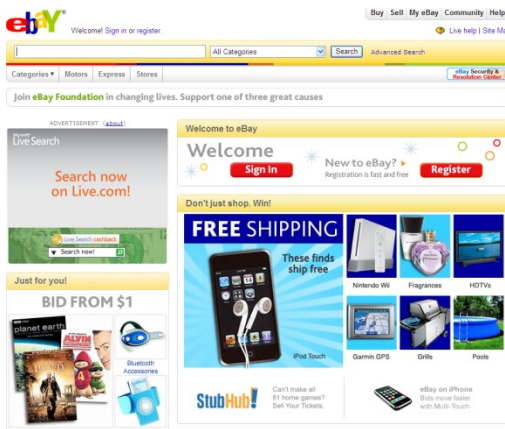 ebY
Buy Sell My eBay Community Help
Welcome! Sign in or register.
Live help | Site Ma
All Categories
Search
Advanced Search
Categories ▾ Motors Express Stores
eBay Security &
Resolution Center
Join eBay Foundation in changing lives. Support one of three great causes
ADVERTISEMENT (about)
Live Search
Search now
on Live.com!
Live Search cashback
Search now!
Just for you!
BID FROM $1
planet earth
ALVIN
Bluetooth
Accessories
Welcome to eBay
Welcome
Sign In
New to eBay? ▸
Registration is fast and free
Register
Don't just shop. Win!
FREE SHIPPING
These finds
ship free
iPod Touch
Nintendo Wii
Fragrances
HDTVs
Garmin GPS
Grills
Pools
StubHub!
Can't make all
81 home games?
Sell Your Tickets.
eBay on iPhone
Bids move faster
with Multi-Touch